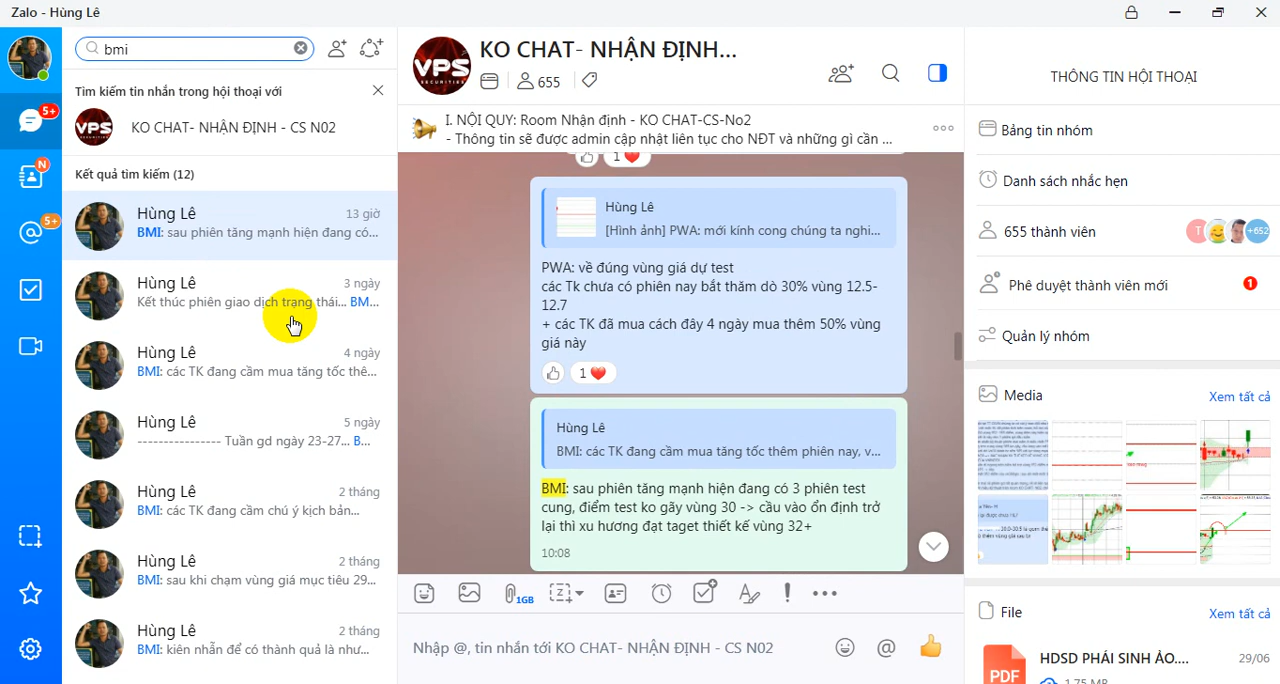 Zalo - Hùng Lê
bmi
Tìm kiếm tin nhắn trong hội thoại với
VPS
SECURITIES
KO CHAT- NHẬN ĐỊNH - CS N02
Kết quả tìm kiếm (12)
Hùng Lê
13 giờ
BMI: sau phiên tăng mạnh hiện đang có...
Hùng Lê
3 ngày
Kết thúc phiên giao dịch trạng thái... BM...
Hùng Lê
4 ngày
BMI: các TK đang cầm mua tăng tốc thê...
Hùng Lê
5 ngày
---------------- Tuần gd ngày 23-27... B...
Hùng Lê
2 tháng
BMI: các TK đang cầm chú ý kịch bản...
Hùng Lê
2 tháng
BMI: sau khi chạm vùng giá mục tiêu 29...
Hùng Lê
2 tháng
BMI: kiên nhẫn để có thành quả là như...
5+
N
5+
VPS
SECURITIES
KO CHAT- NHẬN ĐỊNH...
655
I. NỘI QUY: Room Nhận định - KO CHAT-CS-No2
- Thông tin sẽ được admin cập nhật liên tục cho NĐT và những gì cần ...
1
Hùng Lê
[Hình ảnh] PWA: mới kính cong chúng ta nghi...
PWA: về đúng vùng giá dự test
các Tk chưa có phiên nay bắt thăm dò 30% vùng 12.5-
12.7
+ các TK đã mua cách đây 4 ngày mua thêm 50% vùng
giá này
1
Hùng Lê
BMI: các TK đang cầm mua tăng tốc thêm phiên nay, v...
BMI: sau phiên tăng mạnh hiện đang có 3 phiên test
cung, điểm test ko gãy vùng 30 -> cầu vào ổn định trở
lại thì xu hương đạt taget thiết kế vùng 32+
10:08
1GB
Nhập @, tin nhắn tới KO CHAT- NHẬN ĐỊNH - CS N02
THÔNG TIN HỘI THOẠI
Bảng tin nhóm
Danh sách nhắc hẹn
655 thành viên
T
+652
Phê duyệt thành viên mới
1
Quản lý nhóm
Media
Xem tất cả
File
Xem tất cả
PDF
HDSD PHÁI SINH ẢO....
29/06
1.75 MB